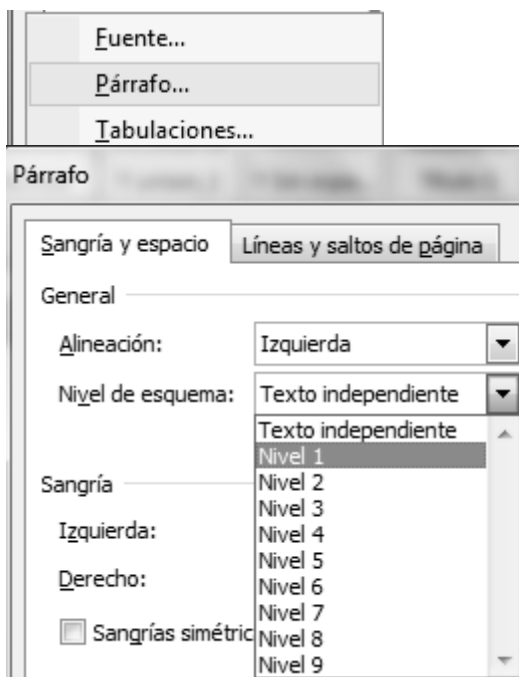 Fuente...
Párrafo...
Tabulaciones...
Párrafo
Sangría y espacio Líneas y saltos de página
General
Alineación: Izquierda
Nivel de esquema: Texto independiente
Texto independiente
Nivel 1
Sangría Nivel 2
Nivel 3
Izquierda: Nivel 4
Nivel 5
Derecho: Nivel 6
Nivel 7
Sangrías simétric Nivel 8
Nivel 9